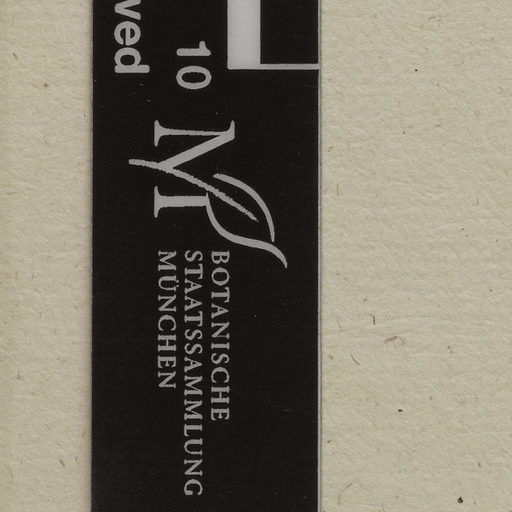 ved
10
BOTANISCHE
STAATSSAMMLUNG
MÜNCHEN